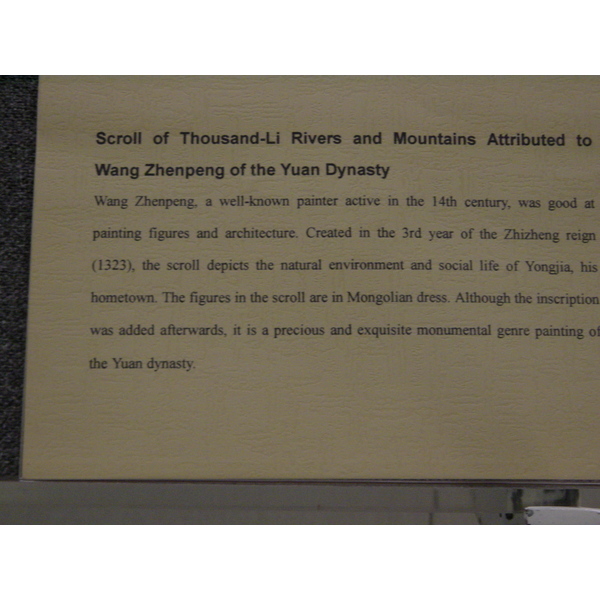 Scroll of Thousand-Li Rivers and Mountains Attributed to
Wang Zhenpeng of the Yuan Dynasty
Wang Zhenpeng, a well-known painter active in the 14th century, was good at
painting figures and architecture. Created in the 3rd year of the Zhizheng reign
(1323), the scroll depicts the natural environment and social life of Yongjia, his
hometown. The figures in the scroll are in Mongolian dress. Although the inscription
was added afterwards, it is a precious and exquisite monumental genre painting of
the Yuan dynasty.